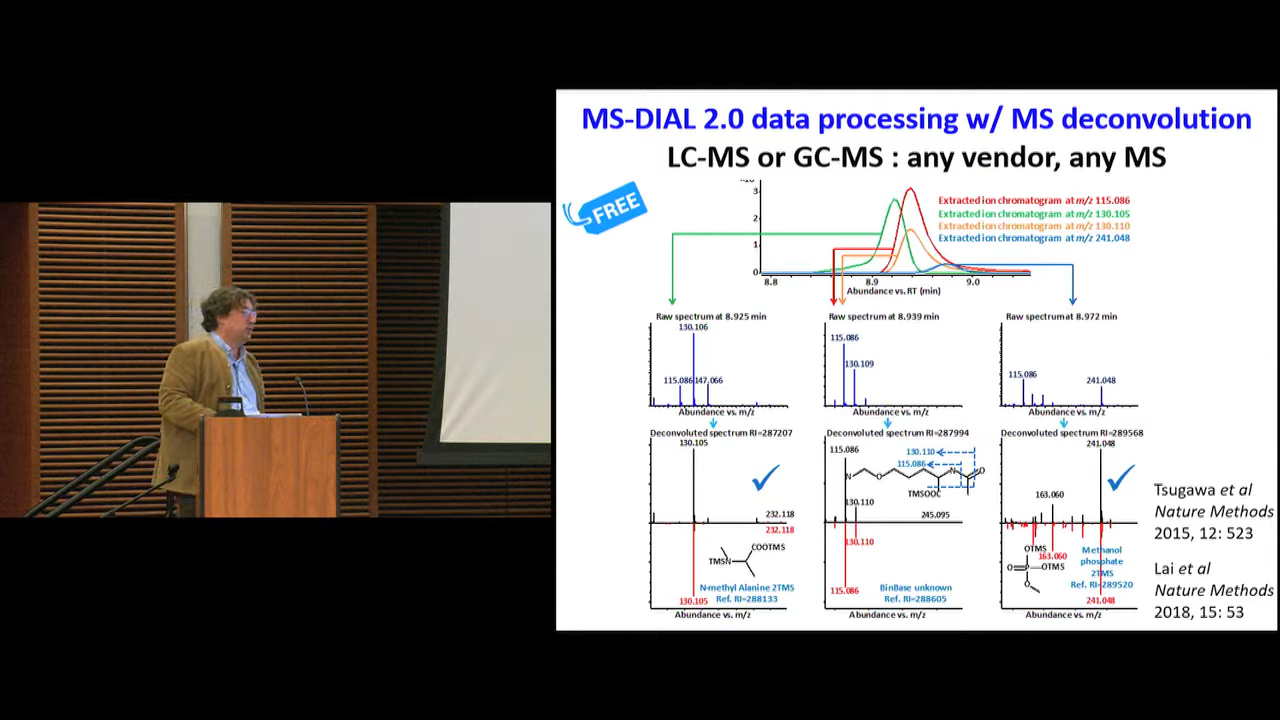 MS-DIAL 2.0 data processing w/ MS deconvolution
LC-MS or GC-MS : any vendor, any MS
FREE
3
2
1
0
8.8
8.9
9.0
Abundance vs. RT (min)
Extracted ion chromatogram at m/z 115.086
Extracted ion chromatogram at m/z 130.105
Extracted ion chromatogram at m/z 130.110
Extracted ion chromatogram at m/z 241.048
Raw spectrum at 8.925 min
130.106
115.086
147.066
Abundance vs. m/z
Raw spectrum at 8.939 min
115.086
130.109
Abundance vs. m/z
Raw spectrum at 8.972 min
115.086
241.048
Abundance vs. m/z
Deconvoluted spectrum RI=287207
130.105
232.118
232.118
COOTMS
TMSN
N-methyl Alanine 2TMS
Ref. RI=288133
130.105
Abundance vs. m/z
Deconvoluted spectrum RI=287994
115.086
130.110
115.086
N
O
N
O
TMSOOC
130.110
245.095
130.110
BinBase unknown
Ref. RI=288605
115.086
Abundance vs. m/z
Deconvoluted spectrum RI=289568
241.048
163.060
OTMS
163.060
O=P—OTMS
O
Methanol
phosphate
2TMS
Ref. RI=289520
241.048
Abundance vs. m/z
Tsugawa et al
Nature Methods
2015, 12: 523
Lai et al
Nature Methods
2018, 15: 53